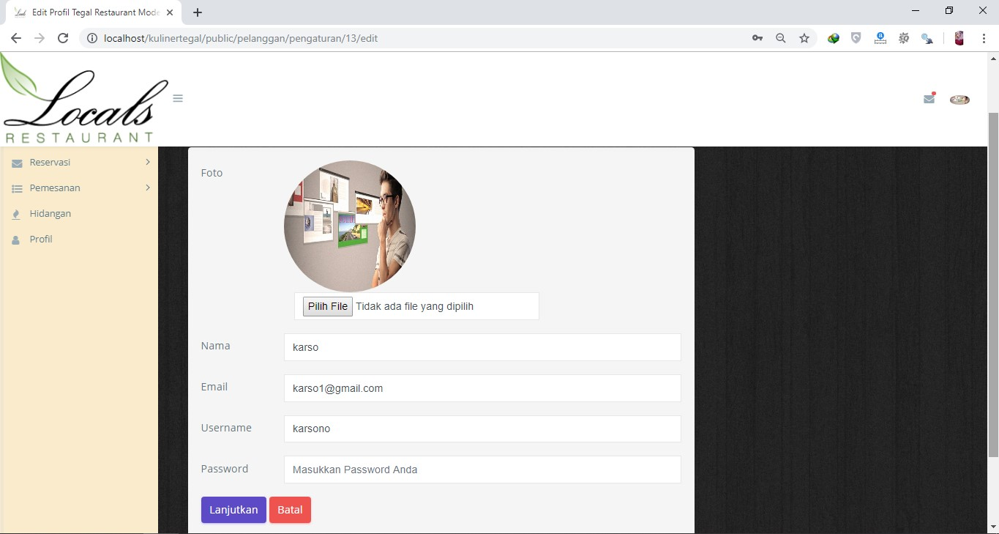 Edit Profil Tegal Restaurant Mode
localhost/kulinertegal/public/pelanggan/pengaturan/13/edit
Locals
RESTAURANT
Reservasi
Pemesanan
Hidangan
Profil
Foto
Pilih File Tidak ada file yang dipilih
Nama karso
Email karso1@gmail.com
Username karsono
Password Masukkan Password Anda
Lanjutkan Batal